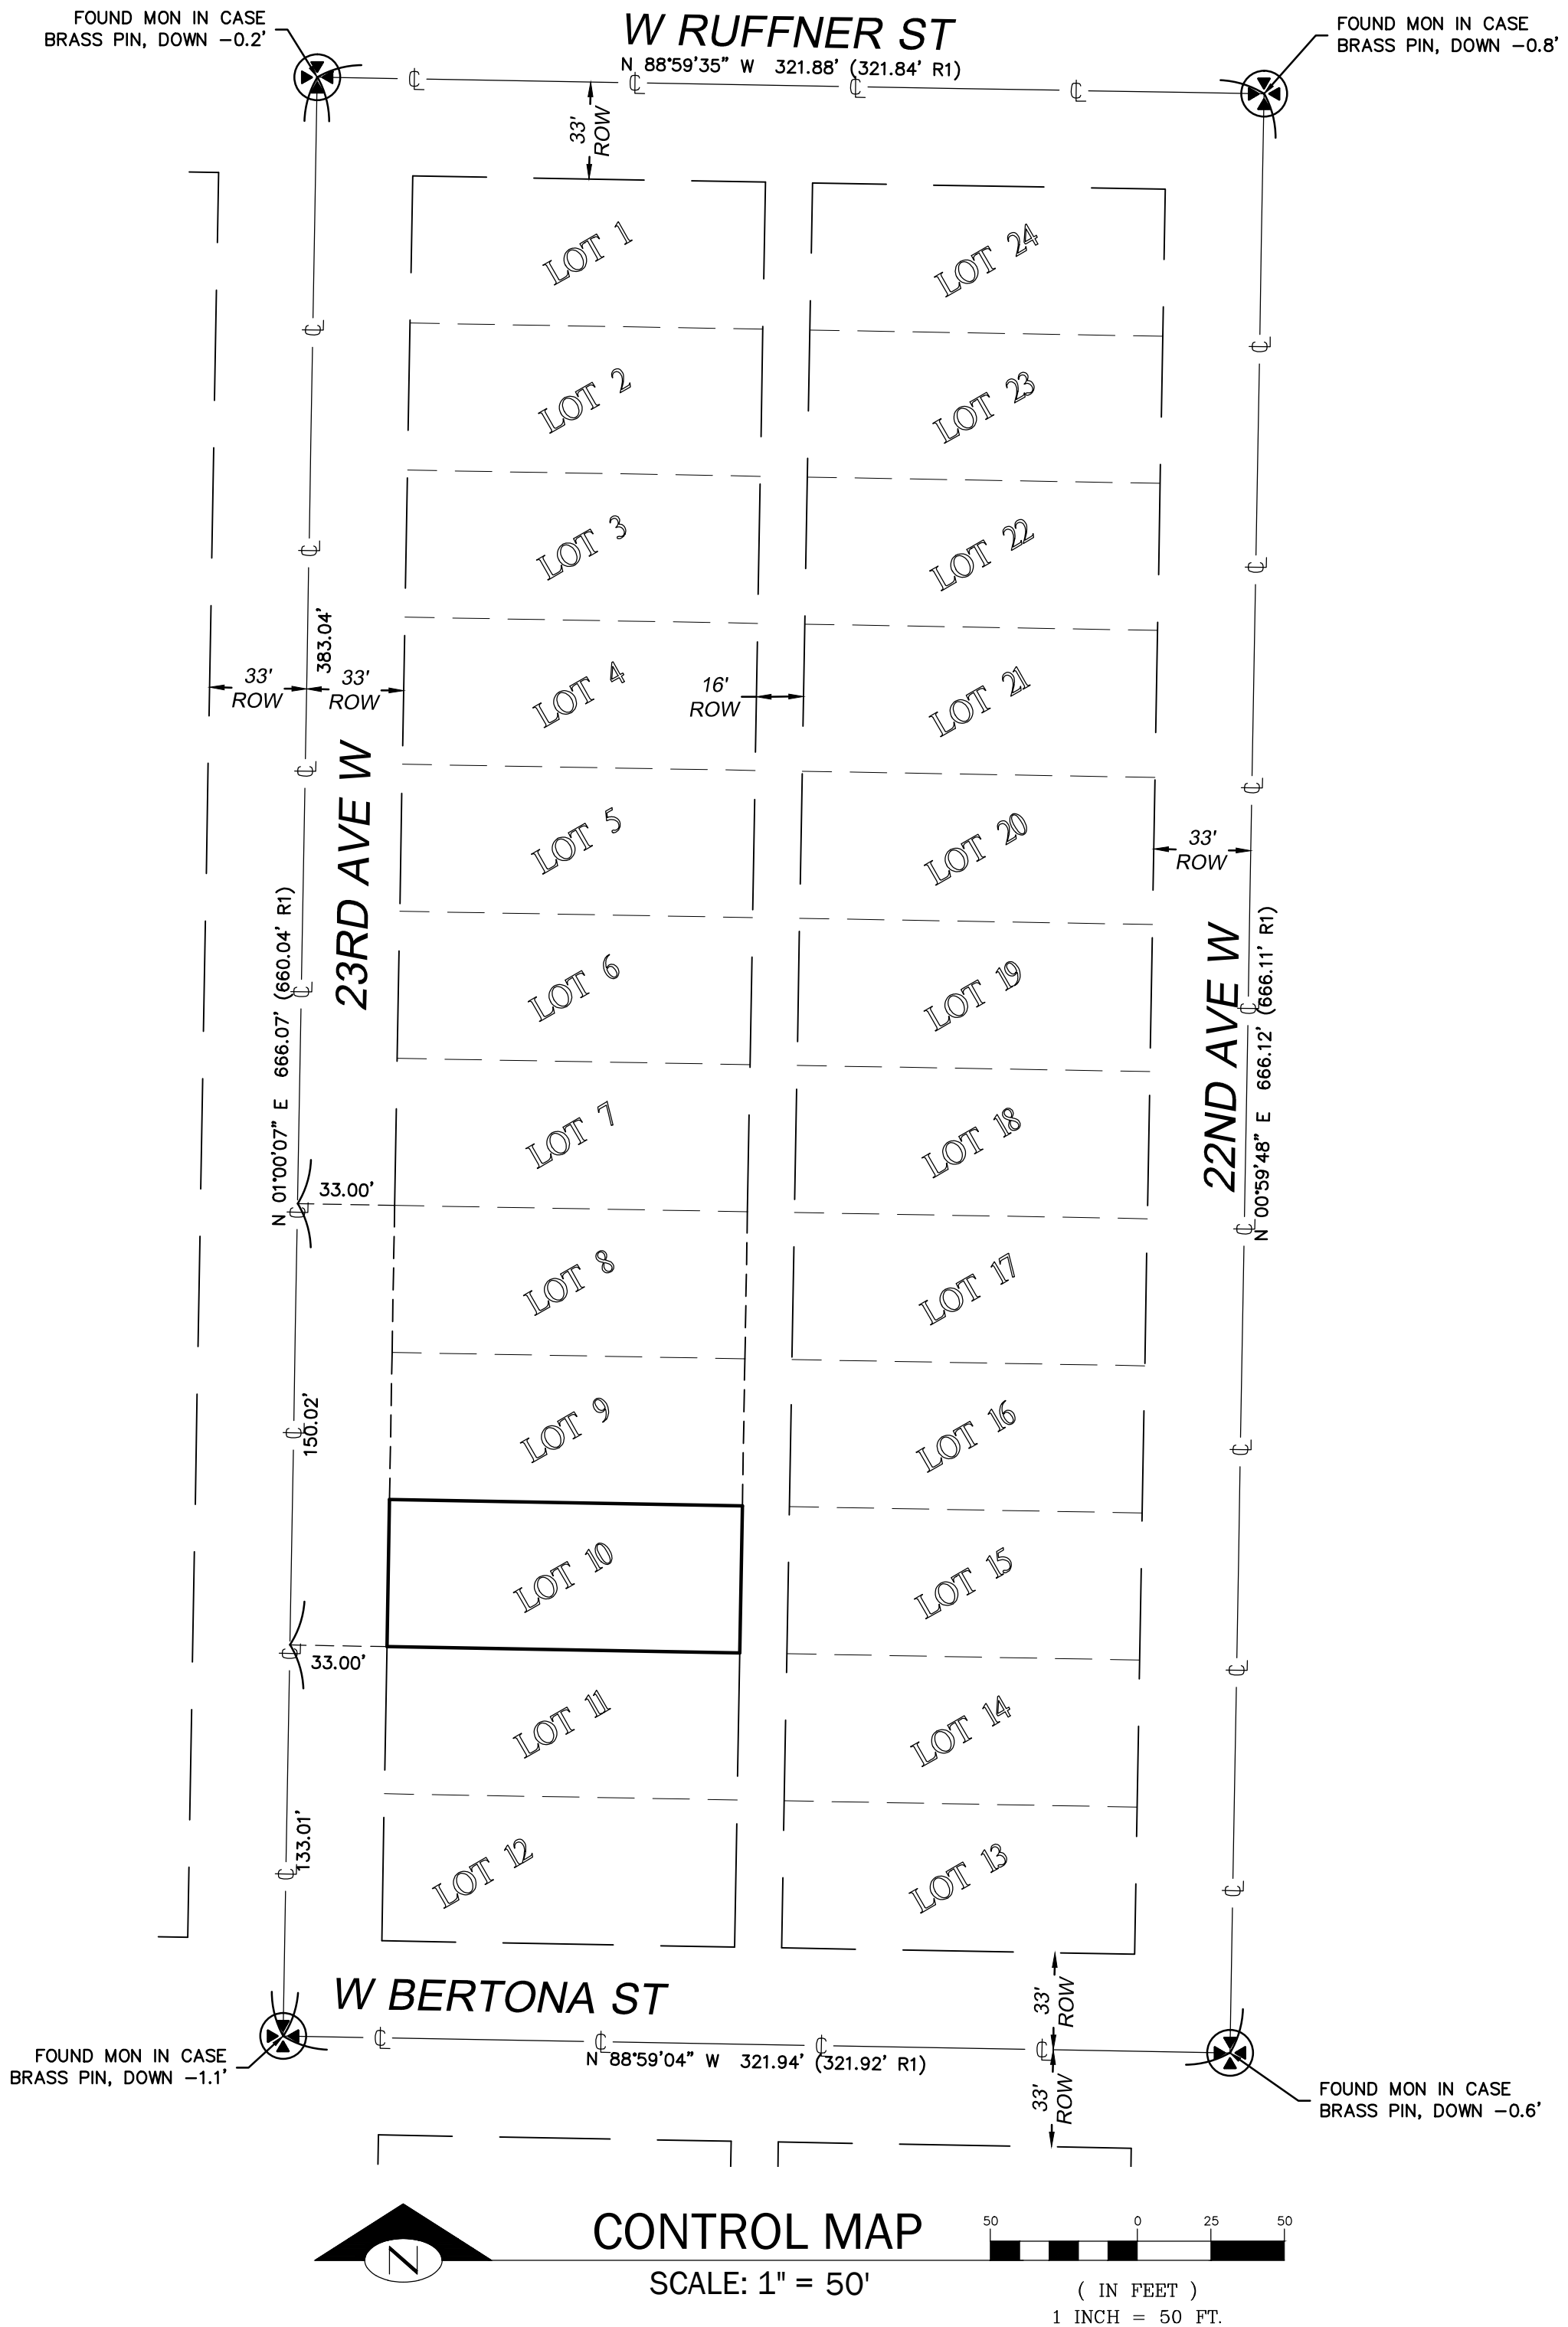 FOUND MON IN CASE
BRASS PIN, DOWN -0.2'
W RUFFNER ST
N 88°59'35" W 321.88' (321.84' R1)
FOUND MON IN CASE
BRASS PIN, DOWN -0.8'
33'
ROW
LOT 1
LOT 24
LOT 2
LOT 23
LOT 3
LOT 22
383.04'
33'
ROW
33'
ROW
LOT 4
16'
ROW
LOT 21
23RD AVE W
LOT 5
LOT 20
33'
ROW
N 01°00'07" E 666.07' (660.04' R1)
LOT 6
LOT 19
22ND AVE W
N 00°59'48" E 666.12' (666.11' R1)
LOT 7
LOT 18
33.00'
LOT 8
LOT 17
150.02'
LOT 9
LOT 16
LOT 10
LOT 15
33.00'
LOT 11
LOT 14
133.01'
LOT 12
LOT 13
W BERTONA ST
33'
ROW
FOUND MON IN CASE
BRASS PIN, DOWN -1.1'
N 88°59'04" W 321.94' (321.92' R1)
33'
ROW
FOUND MON IN CASE
BRASS PIN, DOWN -0.6'
N
CONTROL MAP
SCALE: 1" = 50'
50 0 25 50
( IN FEET )
1 INCH = 50 FT.